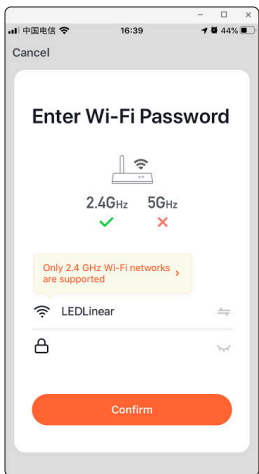 中国电信 16:39 44%
Cancel
Enter Wi-Fi Password
2.4GHz 5GHz
Only 2.4 GHz Wi-Fi networks
are supported
LEDLinear
Confirm